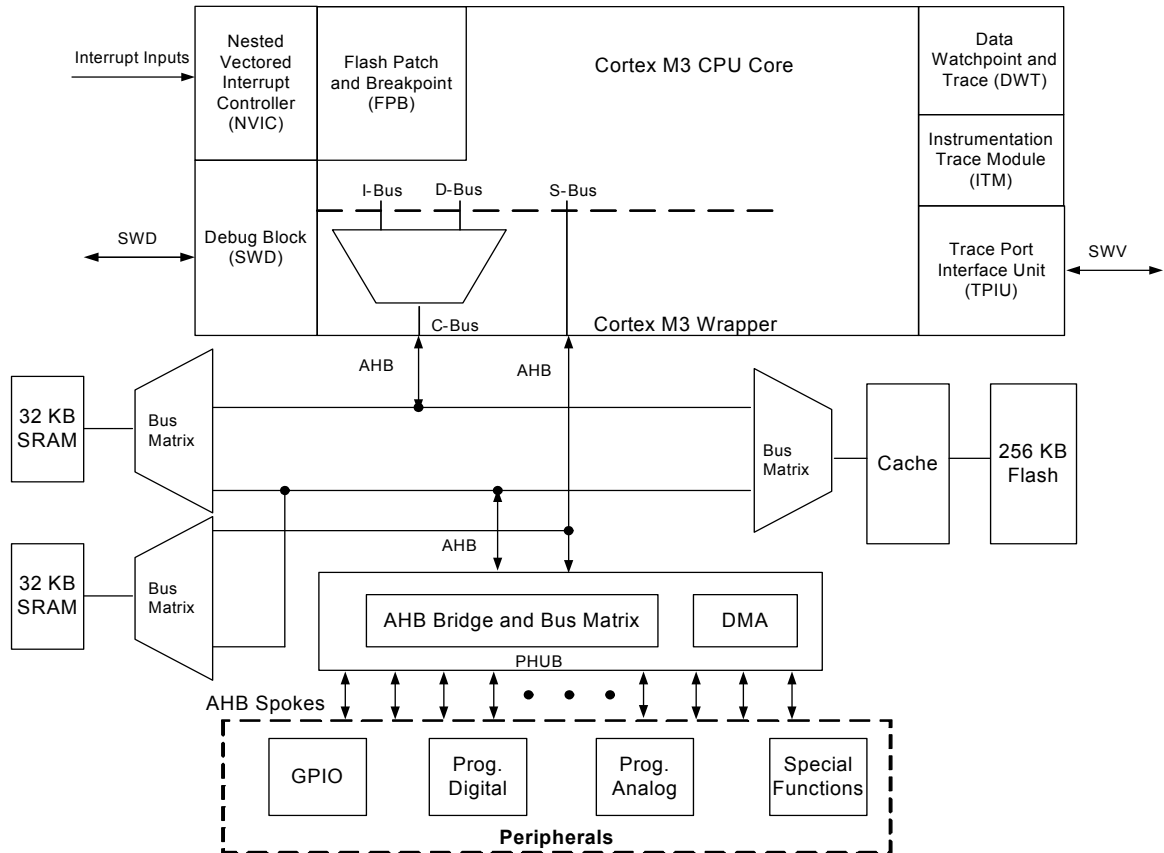 Interrupt Inputs
Nested
Vectored
Interrupt
Controller
(NVIC)
Flash Patch
and Breakpoint
(FPB)
Cortex M3 CPU Core
Data
Watchpoint and
Trace (DWT)
Instrumentation
Trace Module
(ITM)
I-Bus
D-Bus
S-Bus
SWD
Debug Block
(SWD)
Trace Port
Interface Unit
(TPIU)
SWV
C-Bus
Cortex M3 Wrapper
AHB
AHB
32 KB
SRAM
Bus
Matrix
Bus
Matrix
Cache
256 KB
Flash
AHB
32 KB
SRAM
Bus
Matrix
AHB Bridge and Bus Matrix
DMA
PHUB
AHB Spokes
GPIO
Prog.
Digital
Prog.
Analog
Special
Functions
Peripherals